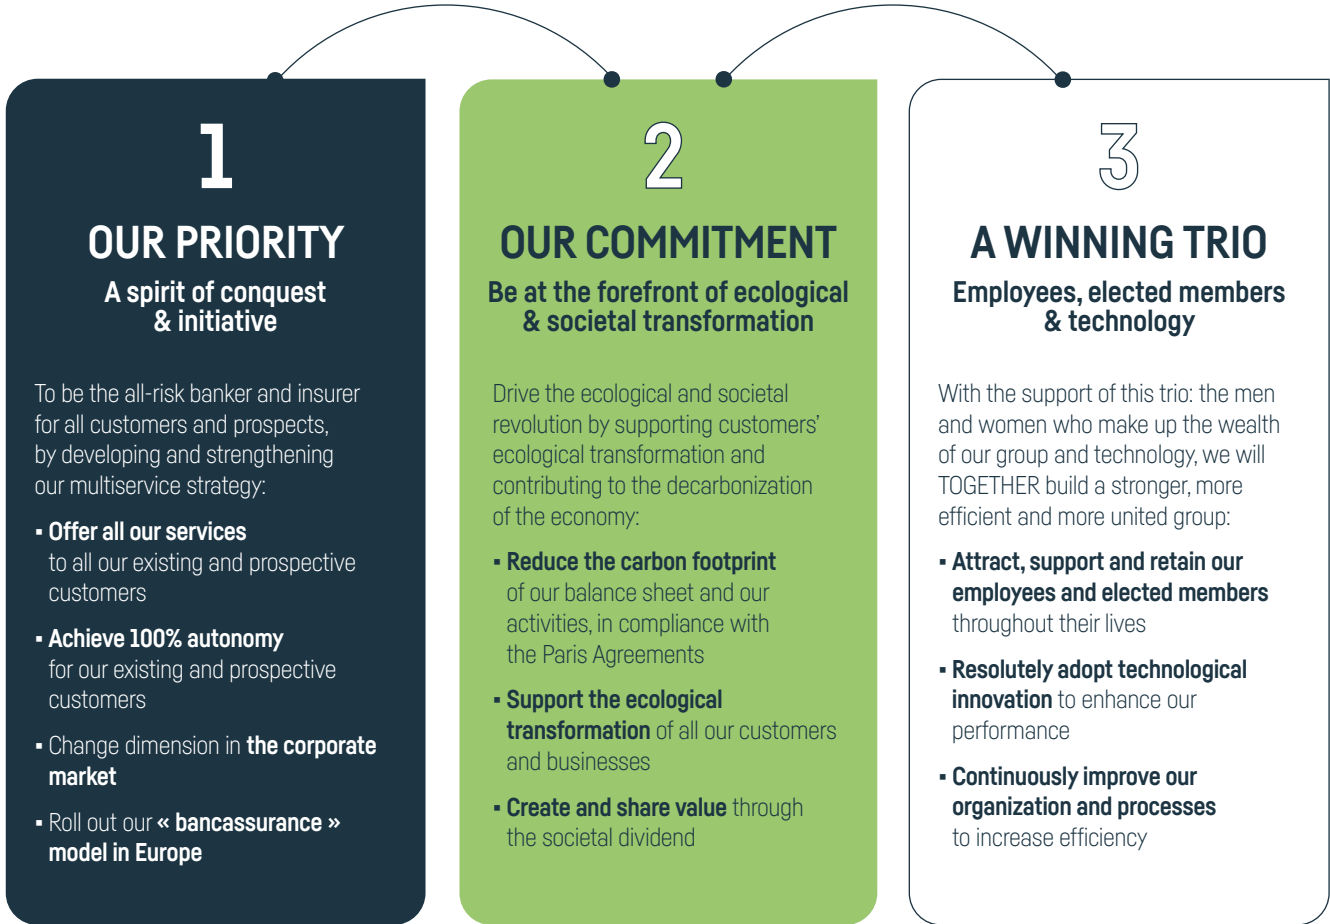 1
OUR PRIORITY
A spirit of conquest
& initiative
To be the all-risk banker and insurer
for all customers and prospects,
by developing and strengthening
our multiservice strategy:
▪ Offer all our services
to all our existing and prospective
customers
▪ Achieve 100% autonomy
for our existing and prospective
customers
▪ Change dimension in the corporate
market
▪ Roll out our « bancassurance »
model in Europe
2
OUR COMMITMENT
Be at the forefront of ecological
& societal transformation
Drive the ecological and societal
revolution by supporting customers’
ecological transformation and
contributing to the decarbonization
of the economy:
▪ Reduce the carbon footprint
of our balance sheet and our
activities, in compliance with
the Paris Agreements
▪ Support the ecological
transformation of all our customers
and businesses
▪ Create and share value through
the societal dividend
3
A WINNING TRIO
Employees, elected members
& technology
With the support of this trio: the men
and women who make up the wealth
of our group and technology, we will
TOGETHER build a stronger, more
efficient and more united group:
▪ Attract, support and retain our
employees and elected members
throughout their lives
▪ Resolutely adopt technological
innovation to enhance our
performance
▪ Continuously improve our
organization and processes
to increase efficiency